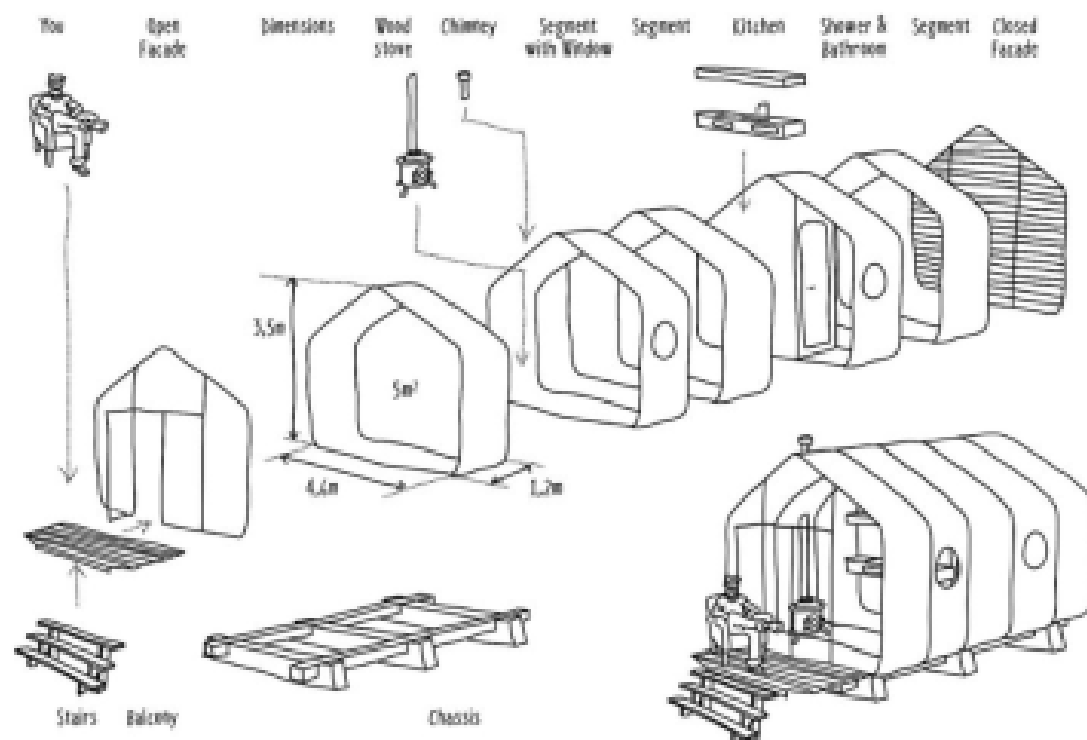 You
Open
Facade
Dimensions
Wood
stove
Chimney
Segment
with Window
Segment
Kitchen
Shower &
Bathroom
Segment
Closed
Facade
3,5m
5m²
4,4m
1,2m
Stairs
Balcony
Chassis